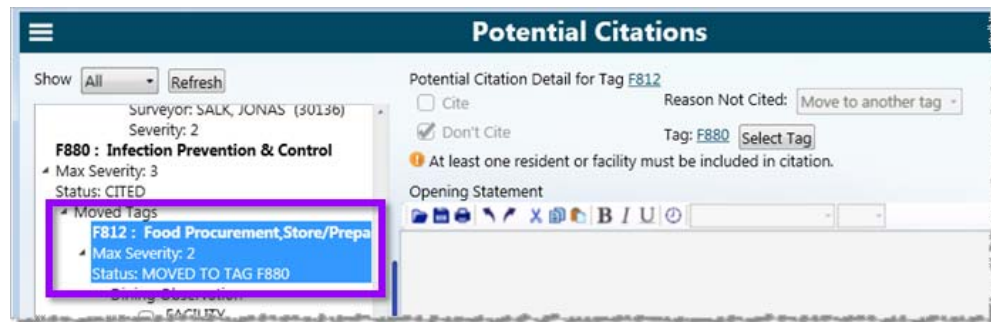 Potential Citations
Show All Refresh
Surveyor: SALK, JONAS (30136)
Severity: 2
F880 : Infection Prevention & Control
Max Severity: 3
Status: CITED
Moved Tags
F812 : Food Procurement,Store/Prepa
Max Severity: 2
Status: MOVED TO TAG F880
Dining Observation
FACILITY
Potential Citation Detail for Tag F812
Cite Reason Not Cited: Move to another tag
Don't Cite Tag: F880 Select Tag
At least one resident or facility must be included in citation.
Opening Statement
B I U